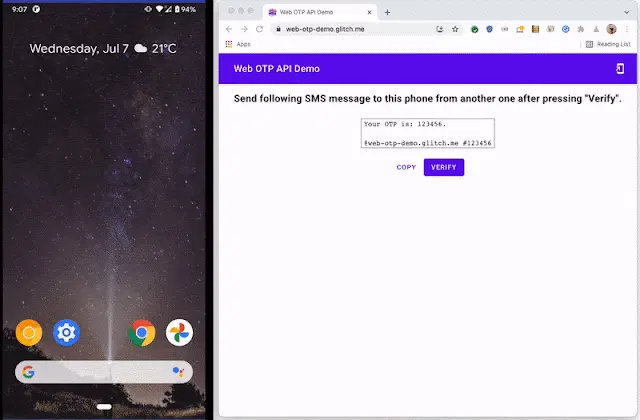 9:07
94%
Wednesday, Jul 7 21°C
Web OTP API Demo
web-otp-demo.glitch.me
Apps
Reading List
Web OTP API Demo
Send following SMS message to this phone from another one after pressing "Verify".
Your OTP is: 123456.
@web-otp-demo.glitch.me #123456
COPY
VERIFY